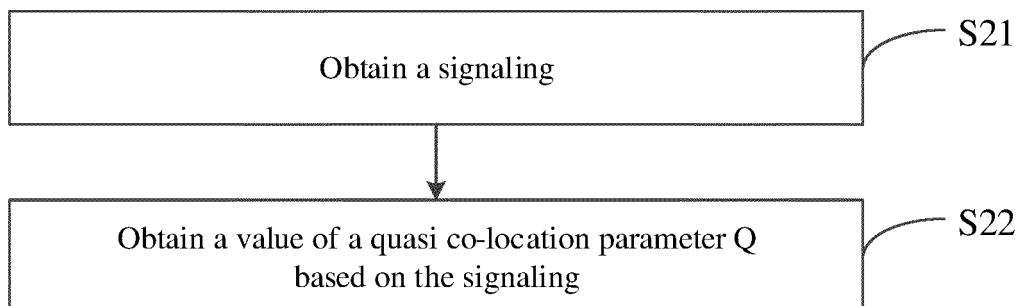 Obtain a signaling
S21
Obtain a value of a quasi co-location parameter Q
based on the signaling
S22